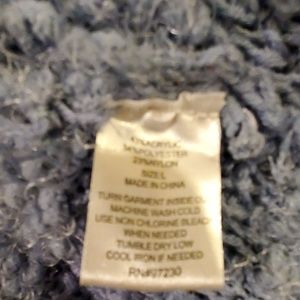 ACRYLIC
POLYESTER
23%NYLON
SIZE L
MADE IN CHINA
TURN GARMENT INSIDE
MACHINE WASH COLD
USE NON CHLORINE BLEACH
WHEN NEEDED
TUMBLE DRY LOW
COOL IRON IF NEEDED
RN#97230